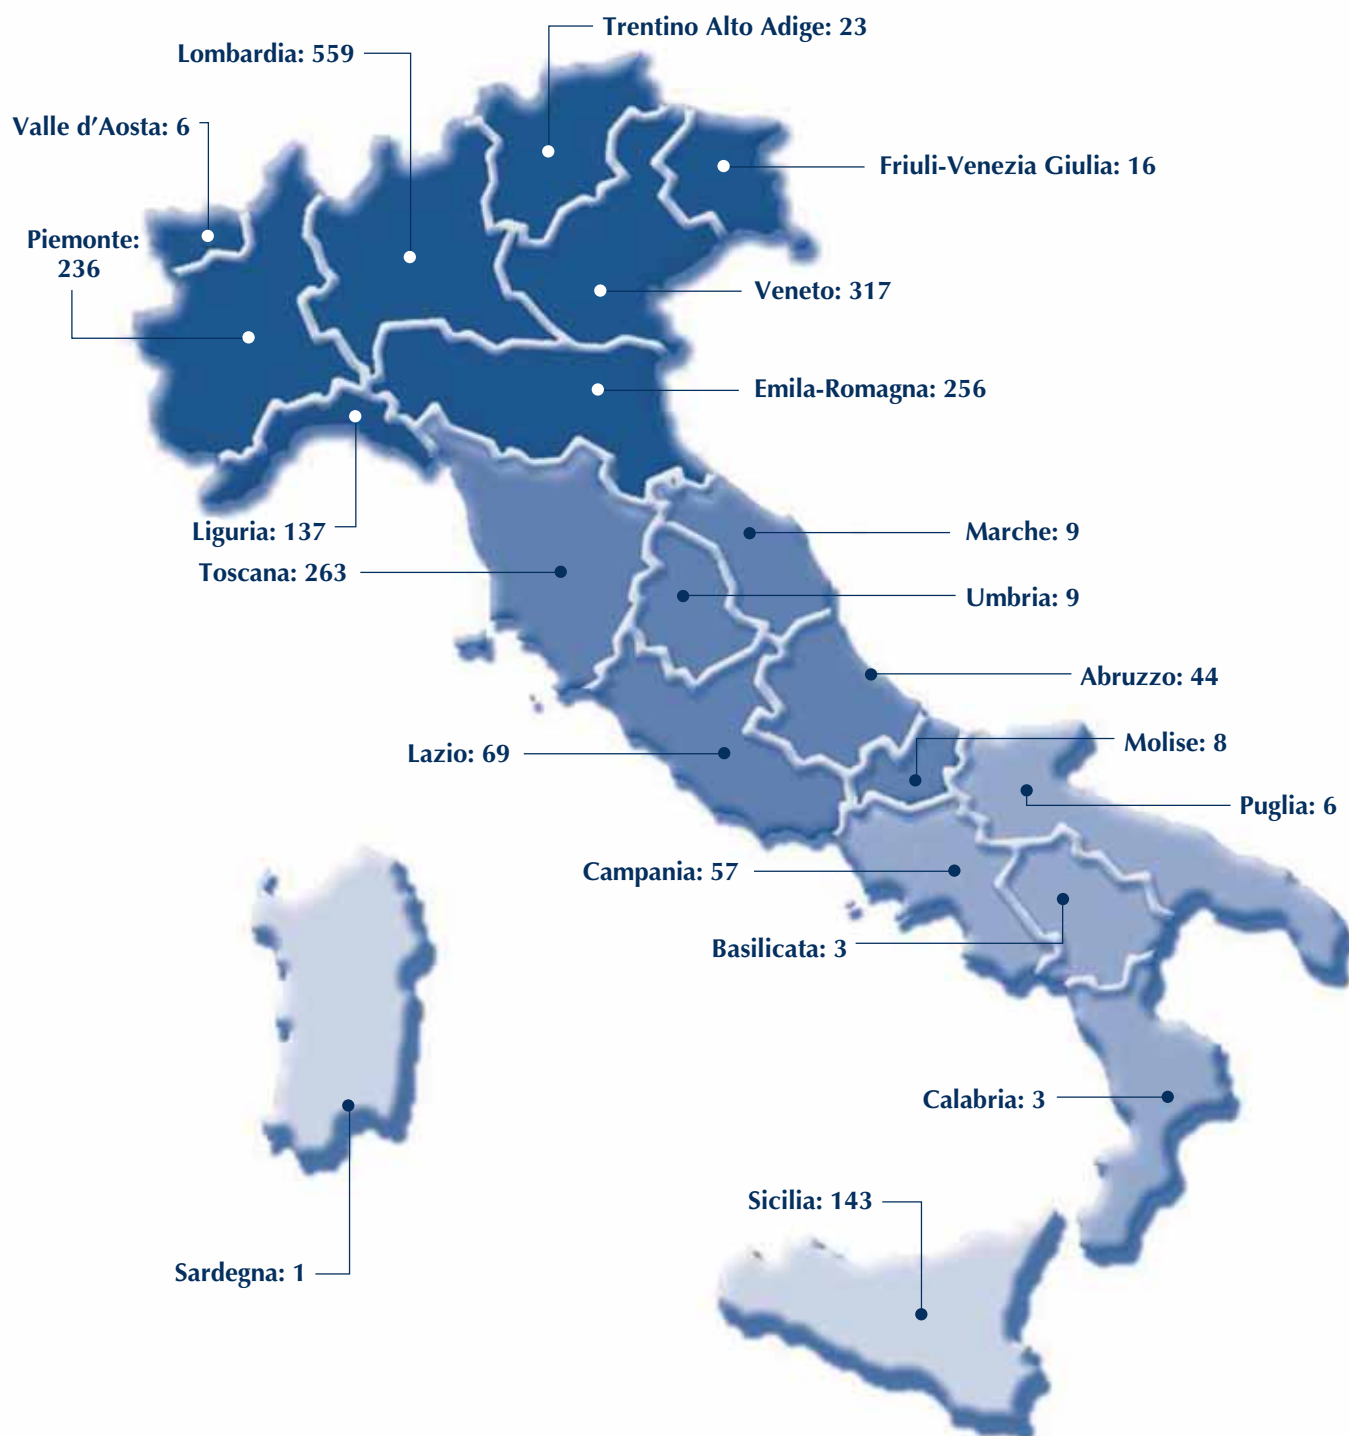 Trentino Alto Adige: 23
Lombardia: 559
Valle d’Aosta: 6
Friuli-Venezia Giulia: 16
Piemonte:
236
Veneto: 317
Emila-Romagna: 256
Liguria: 137
Marche: 9
Toscana: 263
Umbria: 9
Abruzzo: 44
Lazio: 69
Molise: 8
Puglia: 6
Campania: 57
Basilicata: 3
Calabria: 3
Sicilia: 143
Sardegna: 1